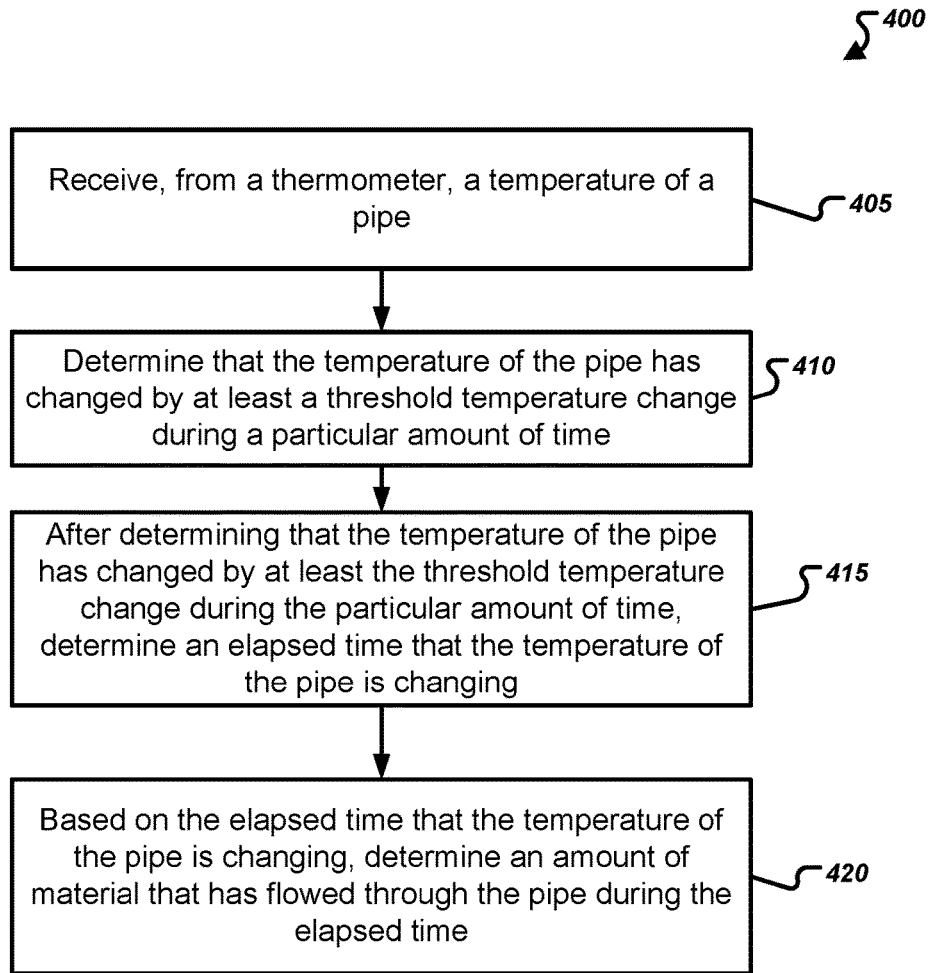 400
Receive, from a thermometer, a temperature of a
pipe
405
Determine that the temperature of the pipe has
changed by at least a threshold temperature change
during a particular amount of time
410
After determining that the temperature of the pipe
has changed by at least the threshold temperature
change during the particular amount of time,
determine an elapsed time that the temperature of
the pipe is changing
415
Based on the elapsed time that the temperature of
the pipe is changing, determine an amount of
material that has flowed through the pipe during the
elapsed time
420